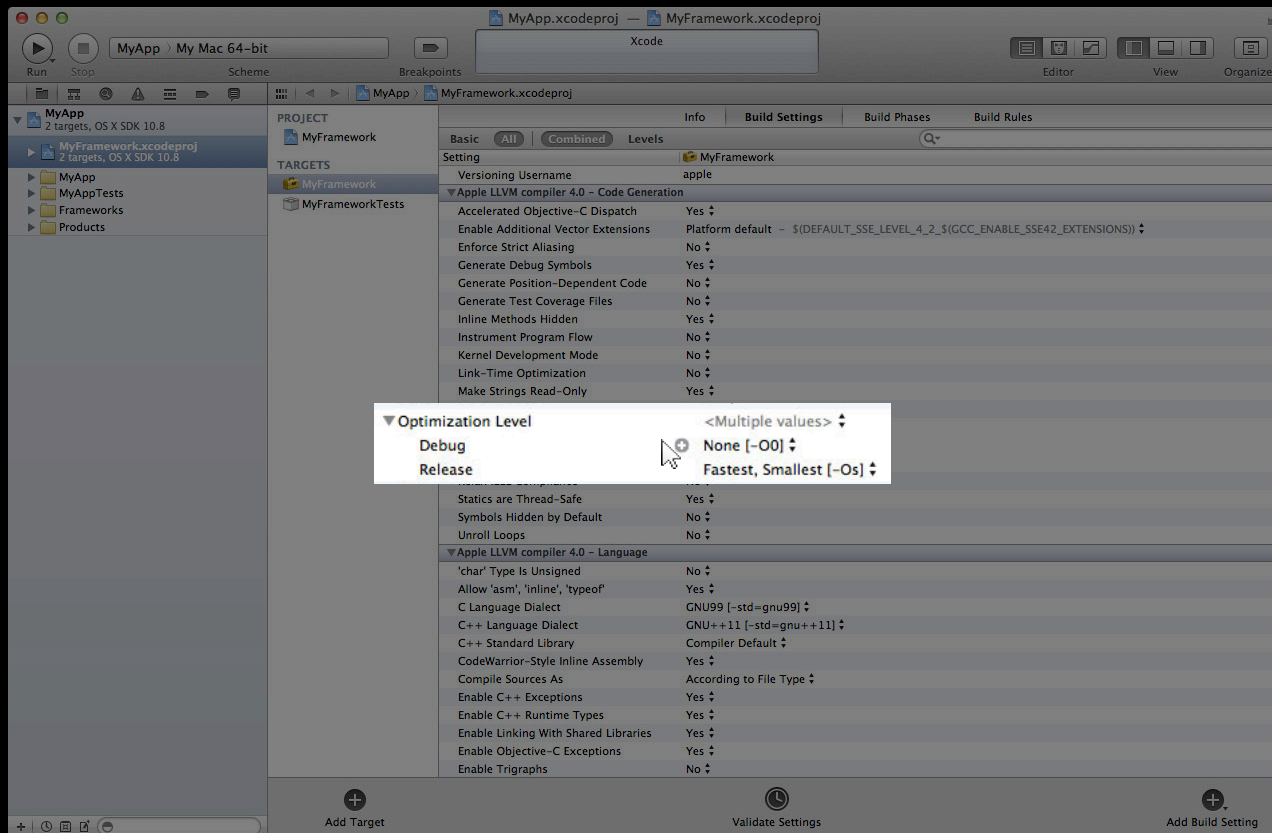 MyApp.xcodeproj — MyFramework.xcodeproj
MyApp › My Mac 64-bit
Xcode
Run Stop Scheme Breakpoints Editor View Organize
MyApp › MyFramework.xcodeproj
MyApp
2 targets, OS X SDK 10.8
MyFramework.xcodeproj
2 targets, OS X SDK 10.8
MyApp
MyAppTests
Frameworks
Products
PROJECT
MyFramework
TARGETS
MyFramework
MyFrameworkTests
Info Build Settings Build Phases Build Rules
Basic All Combined Levels
Setting MyFramework
Versioning Username apple
Apple LLVM compiler 4.0 – Code Generation
Accelerated Objective-C Dispatch Yes
Enable Additional Vector Extensions Platform default – $(DEFAULT_SSE_LEVEL_4_2_$(GCC_ENABLE_SSE42_EXTENSIONS))
Enforce Strict Aliasing No
Generate Debug Symbols Yes
Generate Position-Dependent Code No
Generate Test Coverage Files No
Inline Methods Hidden Yes
Instrument Program Flow No
Kernel Development Mode No
Link-Time Optimization No
Make Strings Read-Only Yes
Optimization Level <Multiple values>
Debug None [-O0]
Release Fastest, Smallest [-Os]
Statics are Thread-Safe Yes
Symbols Hidden by Default No
Unroll Loops No
Apple LLVM compiler 4.0 – Language
'char' Type Is Unsigned No
Allow 'asm', 'inline', 'typeof' Yes
C Language Dialect GNU99 [-std=gnu99]
C++ Language Dialect GNU++11 [-std=gnu++11]
C++ Standard Library Compiler Default
CodeWarrior-Style Inline Assembly Yes
Compile Sources As According to File Type
Enable C++ Exceptions Yes
Enable C++ Runtime Types Yes
Enable Linking With Shared Libraries Yes
Enable Objective-C Exceptions Yes
Enable Trigraphs No
Add Target Validate Settings Add Build Setting